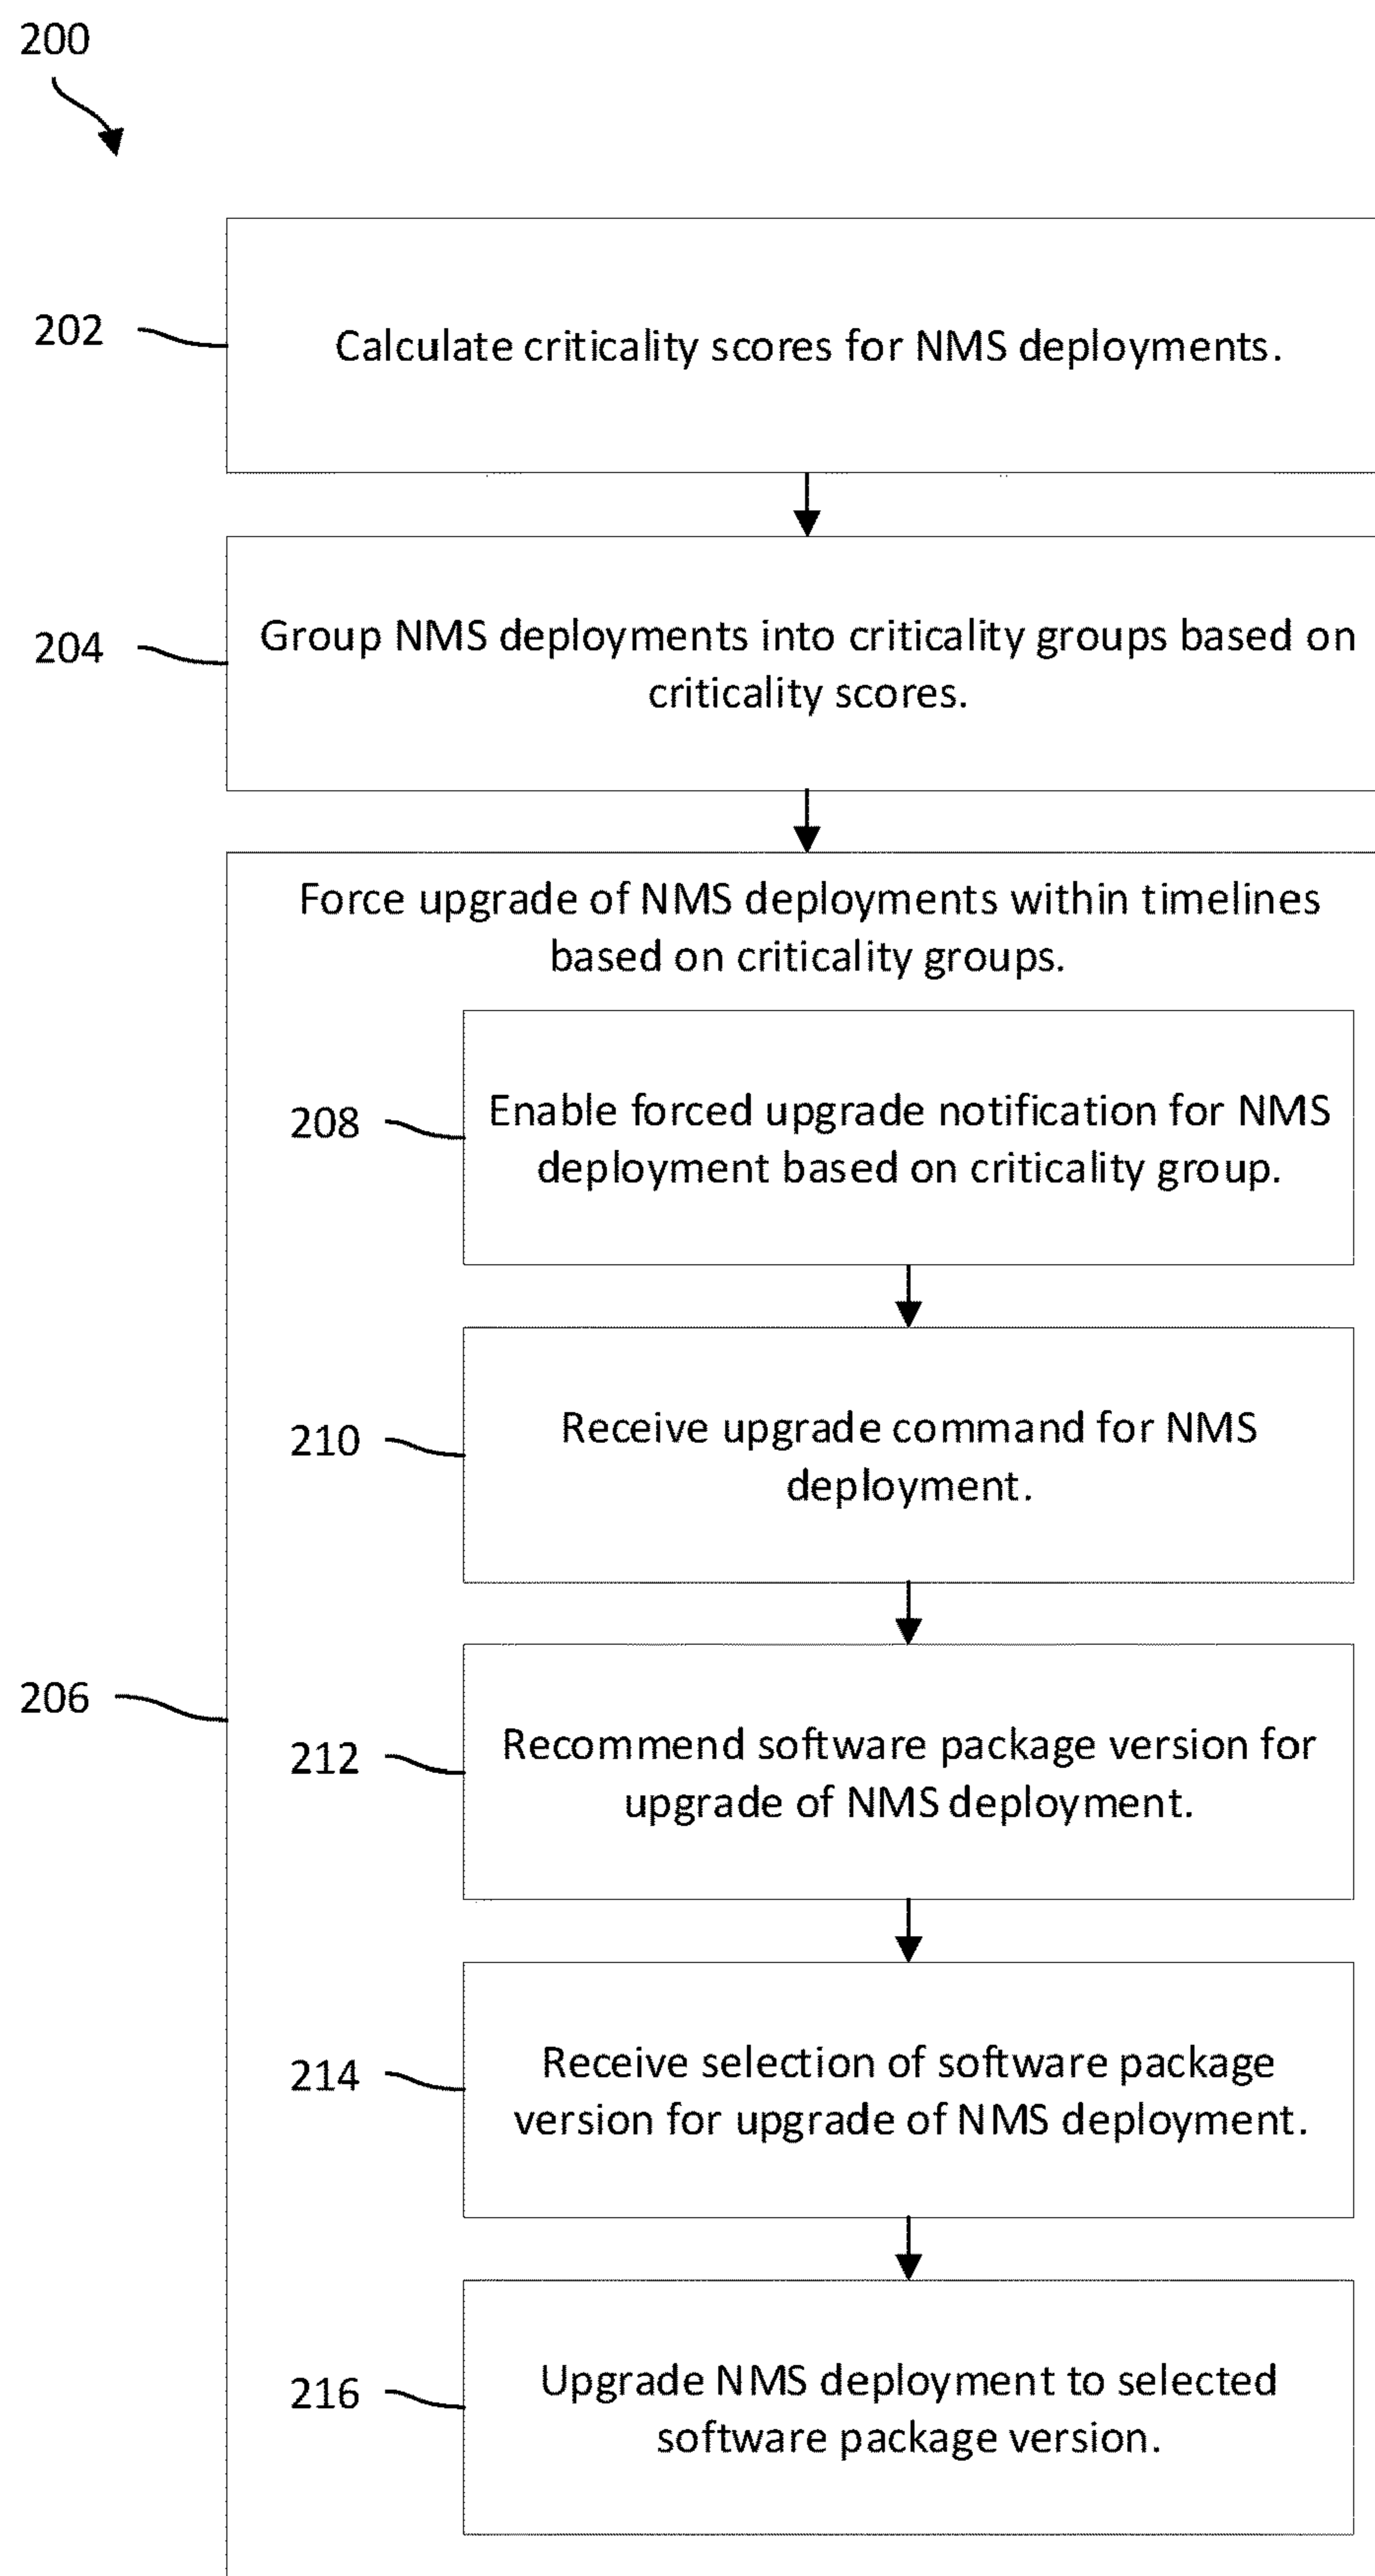 200
202
Calculate criticality scores for NMS deployments.
204
Group NMS deployments into criticality groups based on
criticality scores.
Force upgrade of NMS deployments within timelines
based on criticality groups.
208
Enable forced upgrade notification for NMS
deployment based on criticality group.
210
Receive upgrade command for NMS
deployment.
206
212
Recommend software package version for
upgrade of NMS deployment.
214
Receive selection of software package
version for upgrade of NMS deployment.
216
Upgrade NMS deployment to selected
software package version.